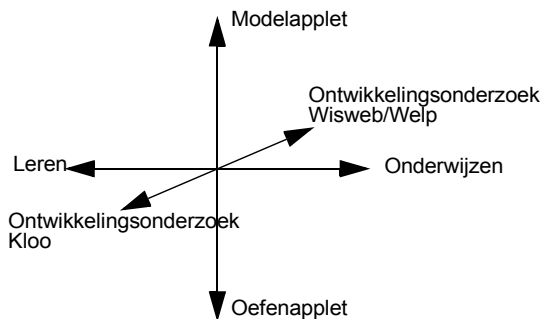 Modelapplet
Ontwikkelingsonderzoek
Wisweb/Welp
Leren
Onderwijzen
Ontwikkelingsonderzoek
Kloo
Oefenapplet